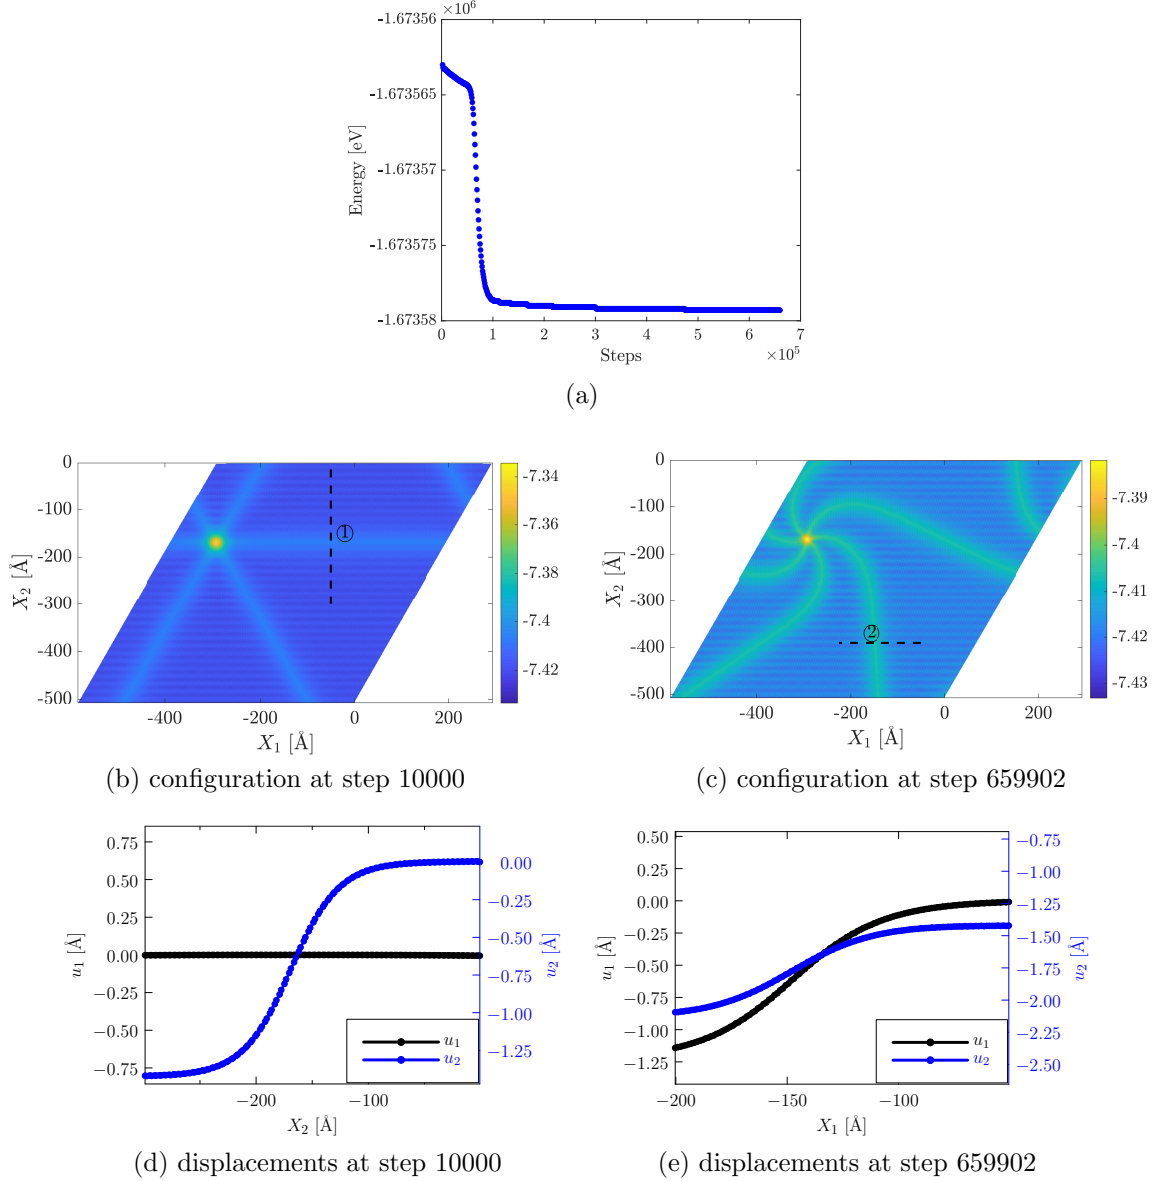 ×10⁶
-1.67356
-1.673565
-1.67357
-1.673575
-1.67358
Energy [eV]
0 1 2 3 4 5 6 7
Steps
×10⁵
(a)
0
-100
-200
-300
-400
-500
X₂ [Å]
①
-400 -200 0 200
X₁ [Å]
-7.34
-7.36
-7.38
-7.4
-7.42
(b) configuration at step 10000
0
-100
-200
-300
-400
-500
X₂ [Å]
②
-400 -200 0 200
X₁ [Å]
-7.39
-7.4
-7.41
-7.42
-7.43
(c) configuration at step 659902
0.75
0.50
0.25
0.00
−0.25
−0.50
−0.75
u₁ [Å]
0.00
−0.25
−0.50
−0.75
−1.00
−1.25
u₂ [Å]
u₁
u₂
−200 −100
X₂ [Å]
(d) displacements at step 10000
0.50
0.25
0.00
−0.25
−0.50
−0.75
−1.00
−1.25
u₁ [Å]
−0.75
−1.00
−1.25
−1.50
−1.75
−2.00
−2.25
−2.50
u₂ [Å]
u₁
u₂
−200 −150 −100
X₁ [Å]
(e) displacements at step 659902